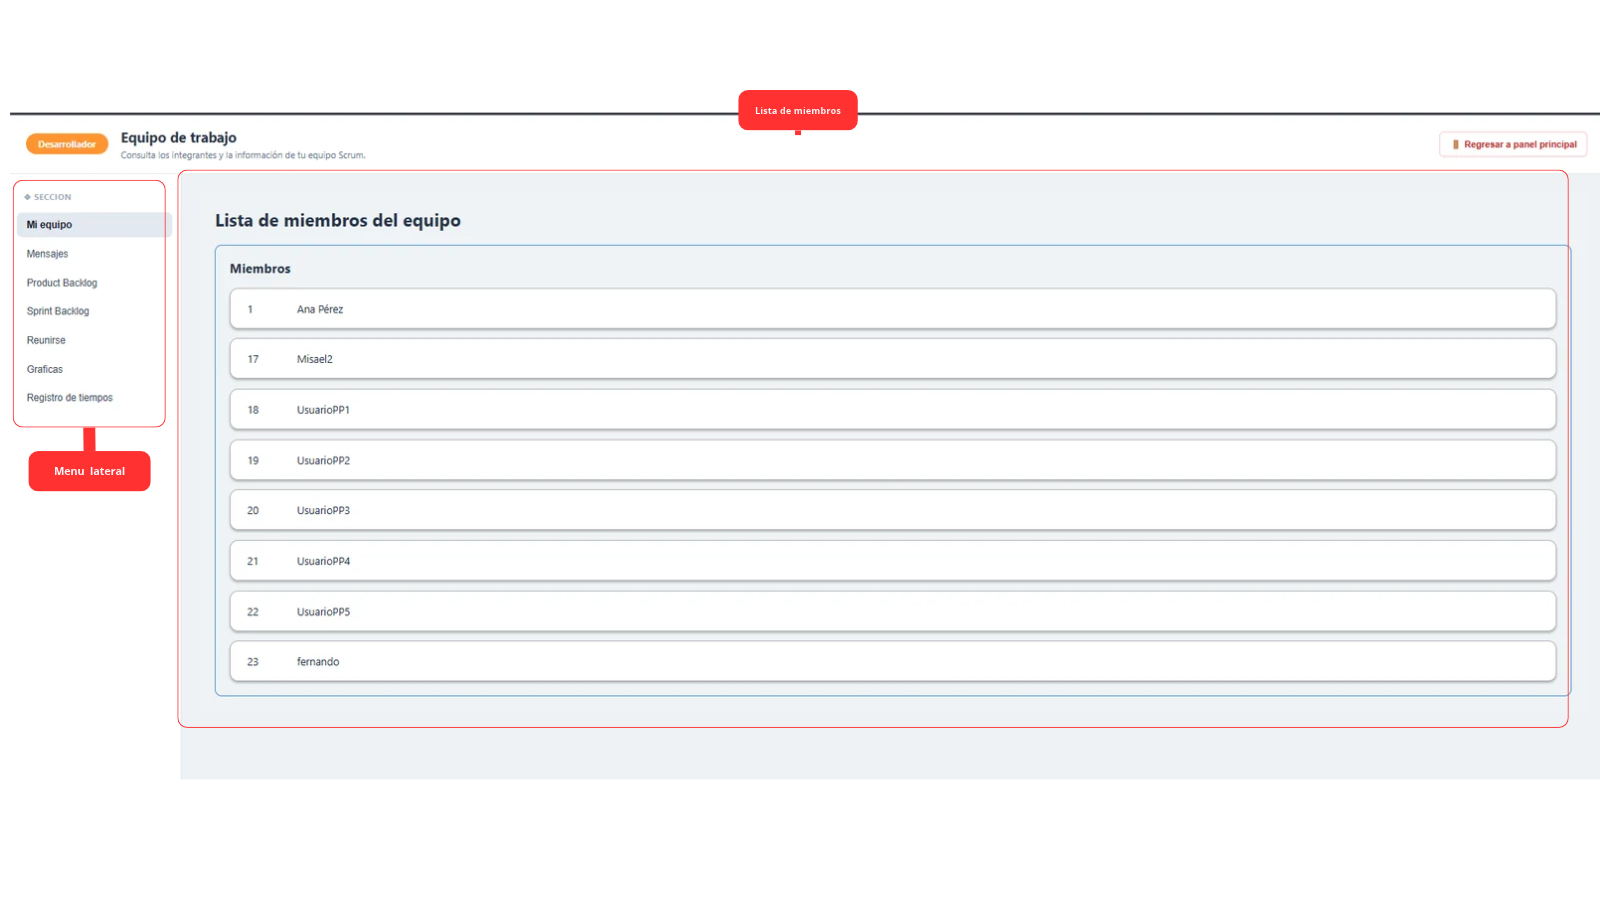 Lista de miembros
Desarrollador
Equipo de trabajo
Consulta los integrantes y la información de tu equipo Scrum.
Regresar a panel principal
SECCION
Mi equipo
Mensajes
Product Backlog
Sprint Backlog
Reunirse
Graficas
Registro de tiempos
Menu lateral
Lista de miembros del equipo
Miembros
1 Ana Pérez
17 Misael2
18 UsuarioPP1
19 UsuarioPP2
20 UsuarioPP3
21 UsuarioPP4
22 UsuarioPP5
23 fernando